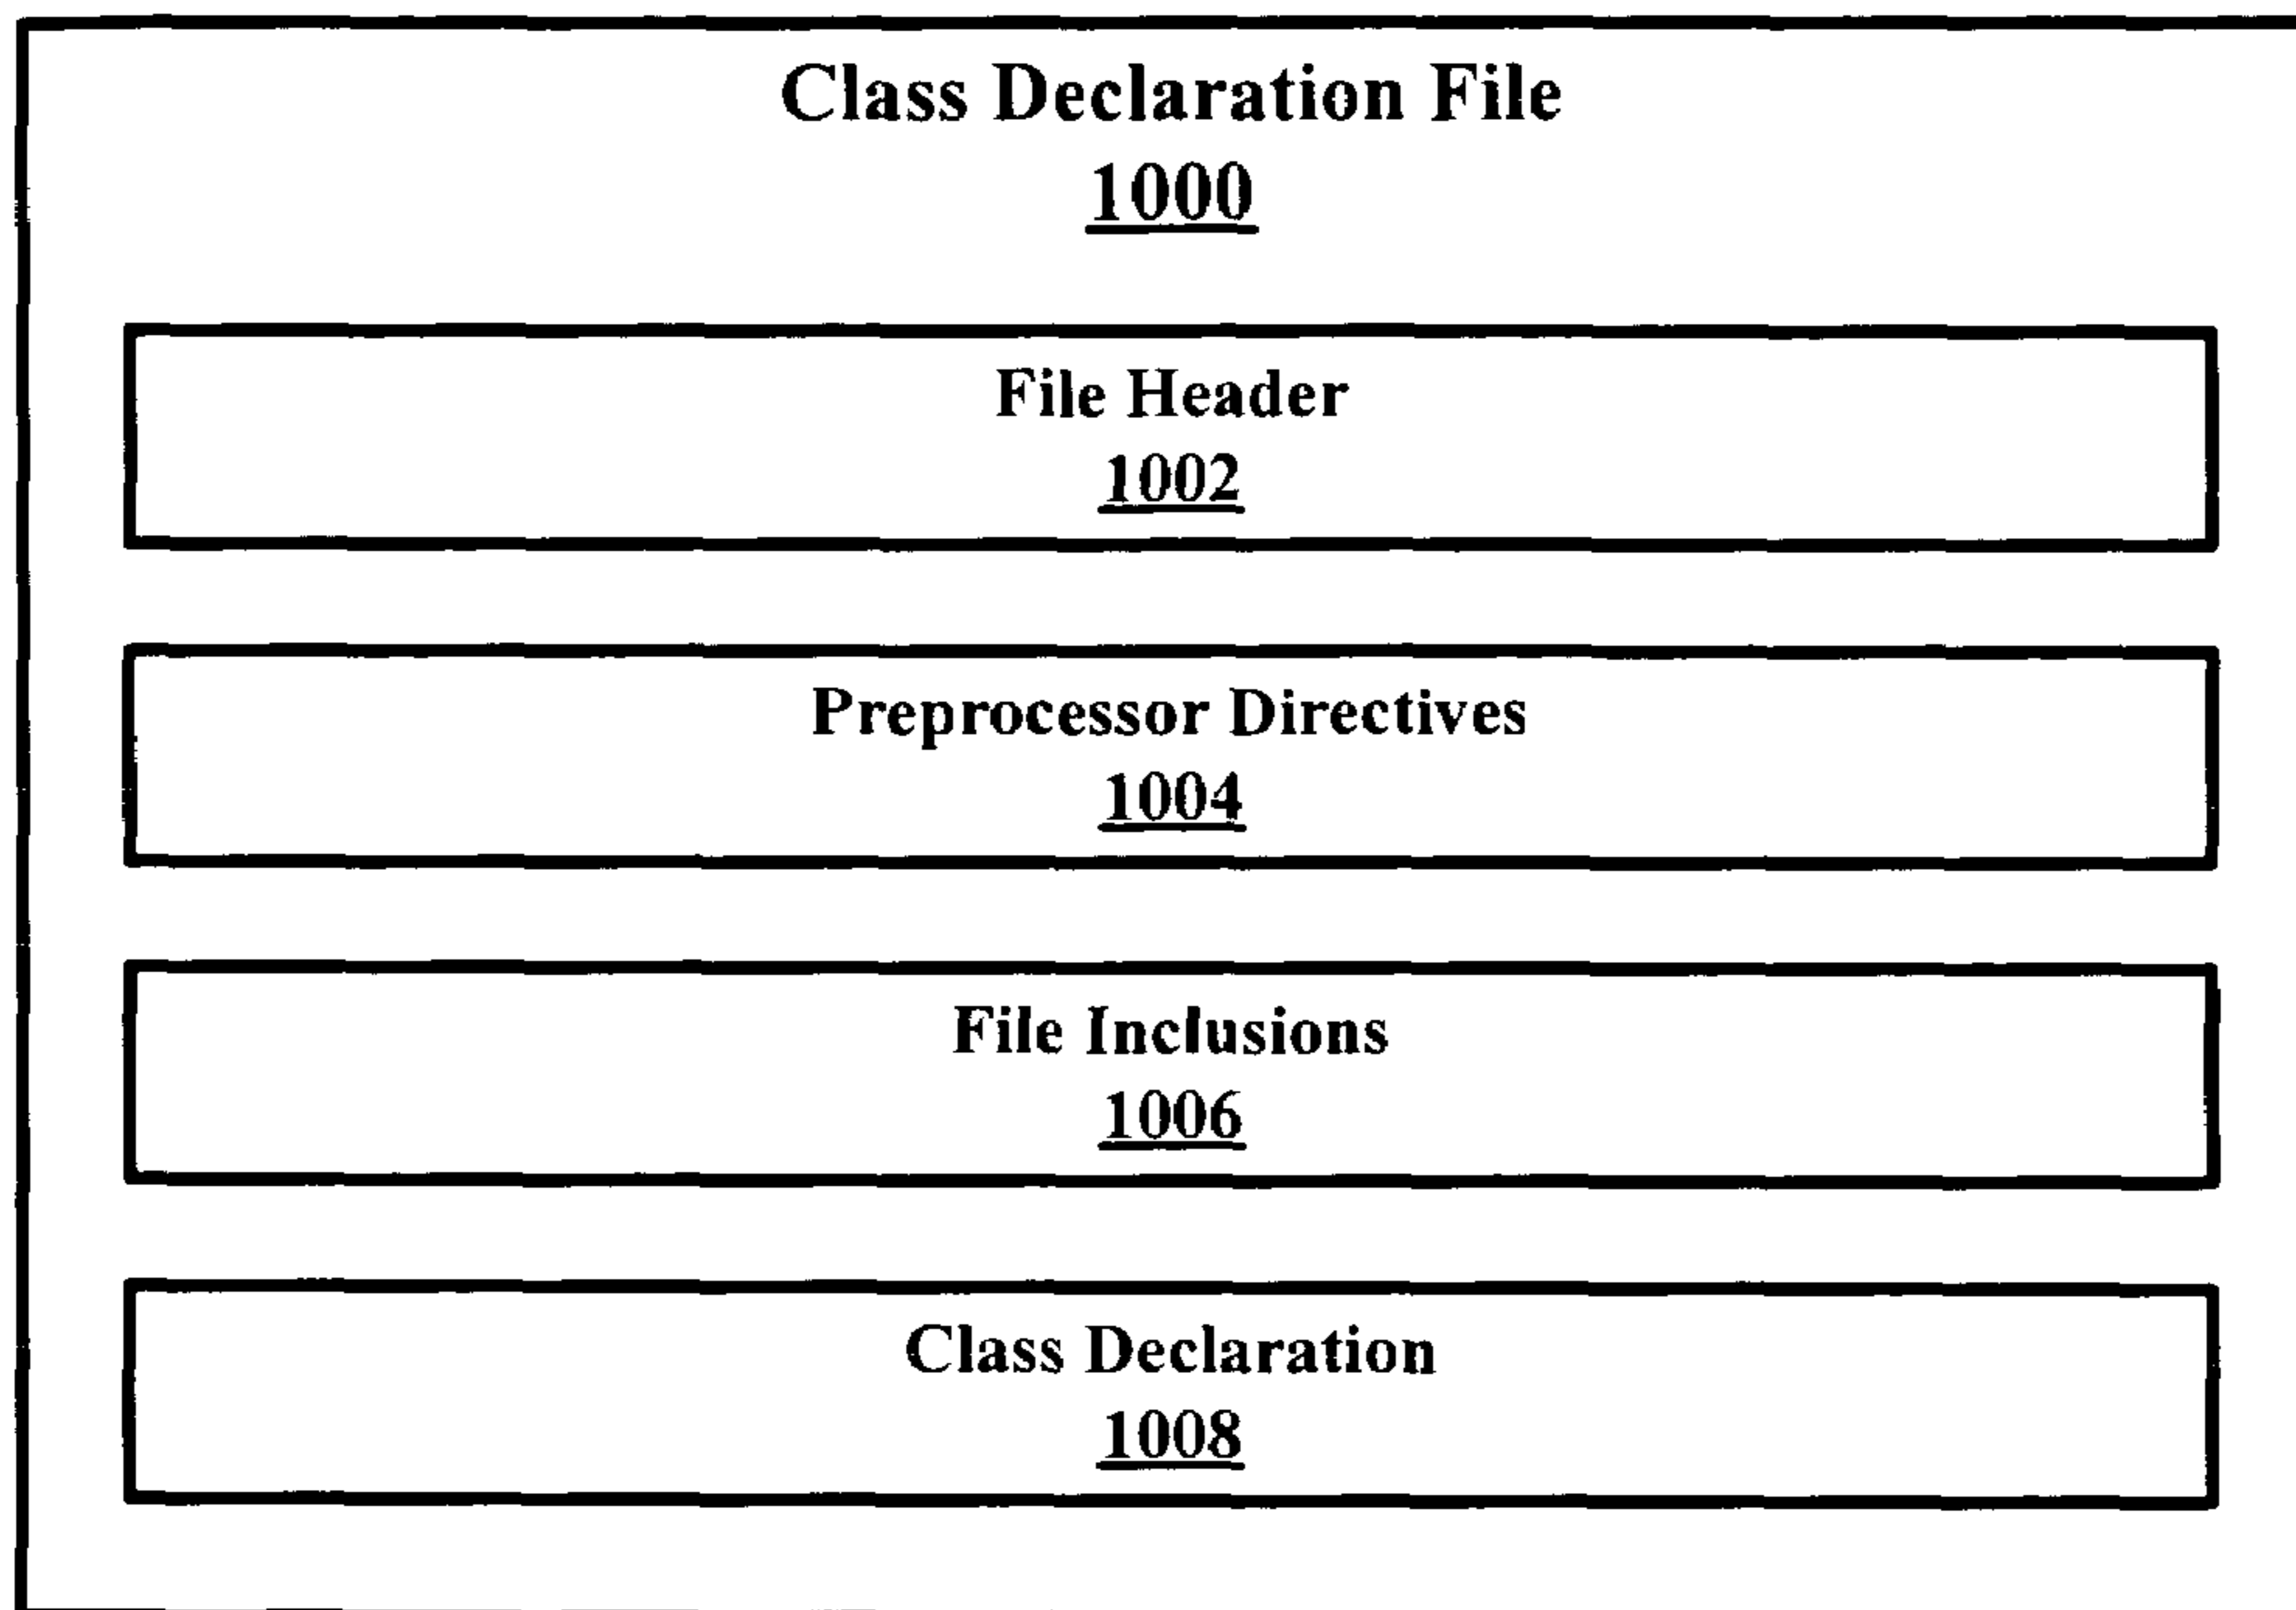 Class Declaration File
1000
File Header
1002
Preprocessor Directives
1004
File Inclusions
1006
Class Declaration
1008